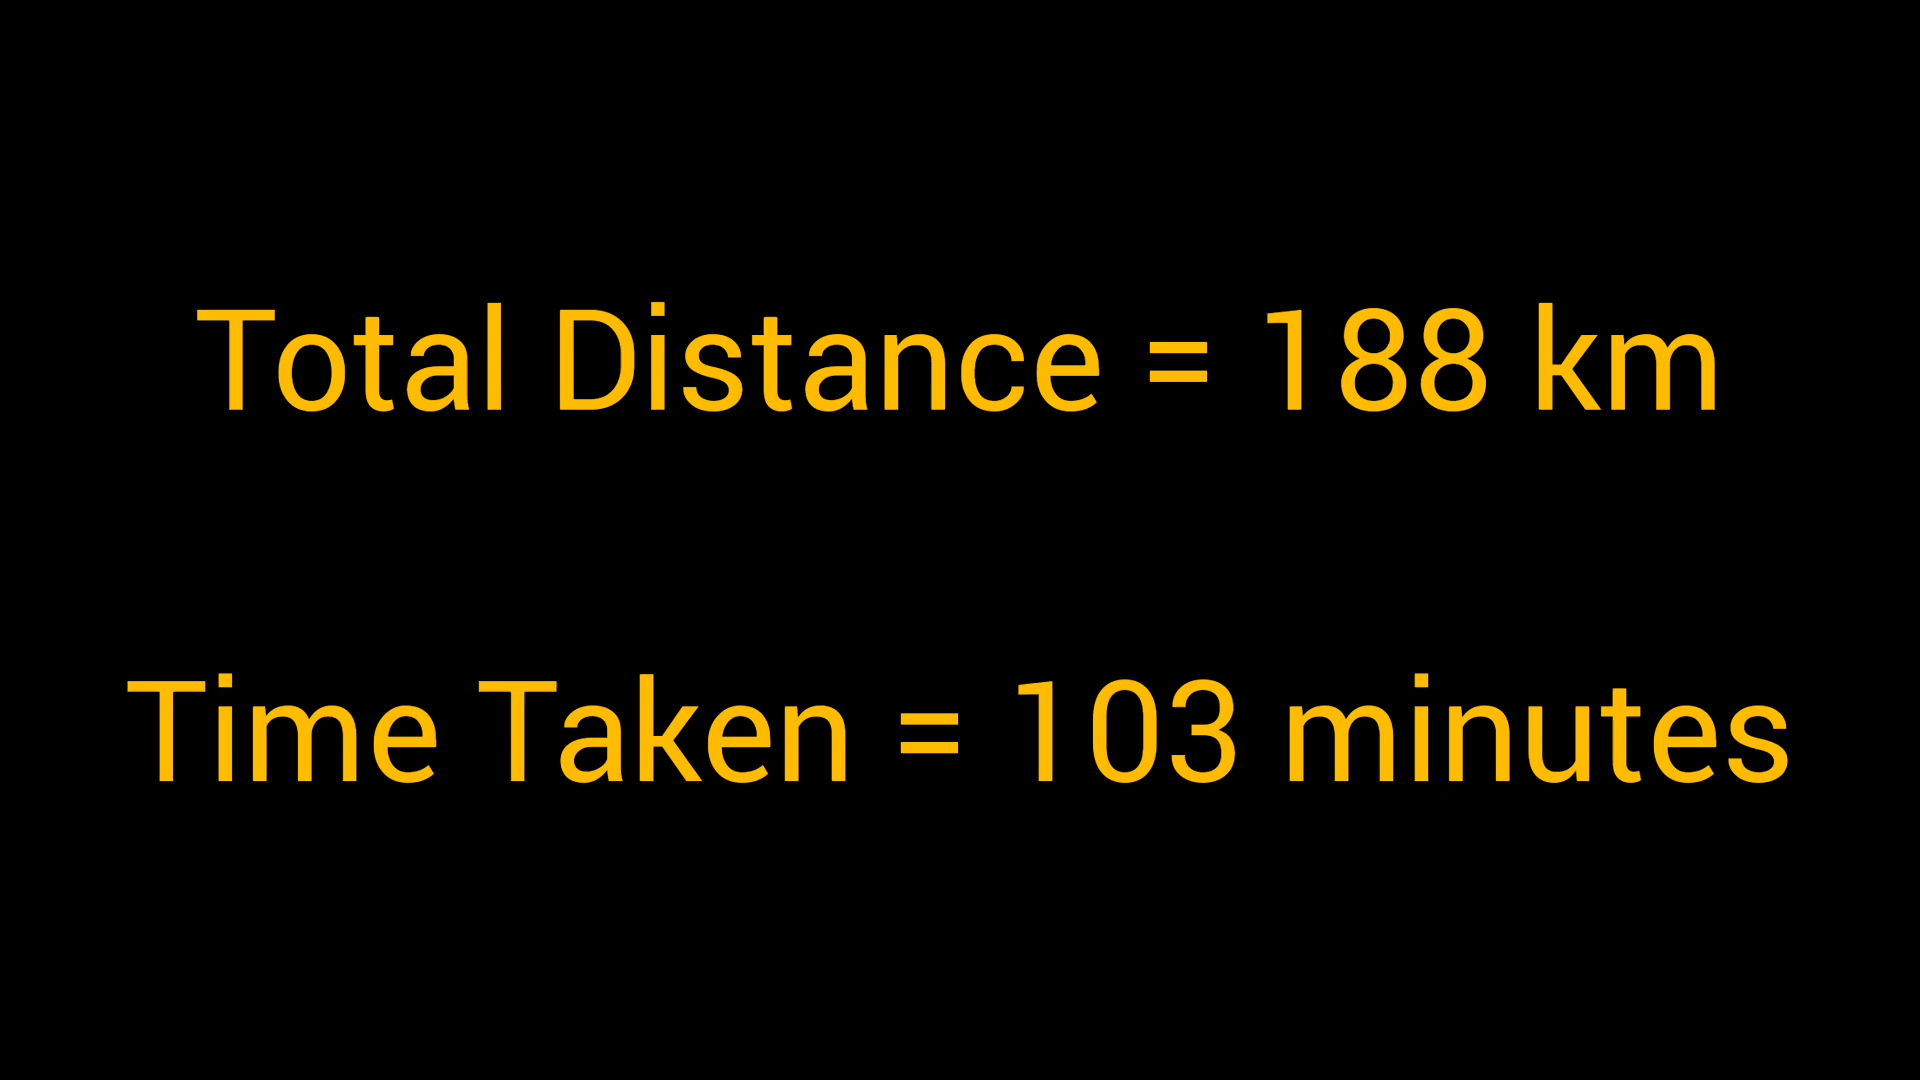 Total Distance = 188 km
Time Taken = 103 minutes